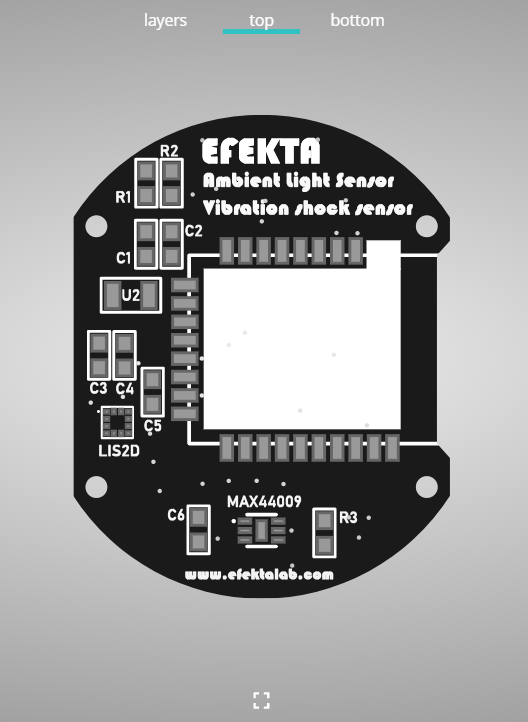 layers top bottom
EFEKTA
Ambient Light Sensor
Vibration shock sensor
R2
R1
C2
C1
U2
C3 C4
C5
LIS2D
MAX44009
C6
R3
www.efektalab.com